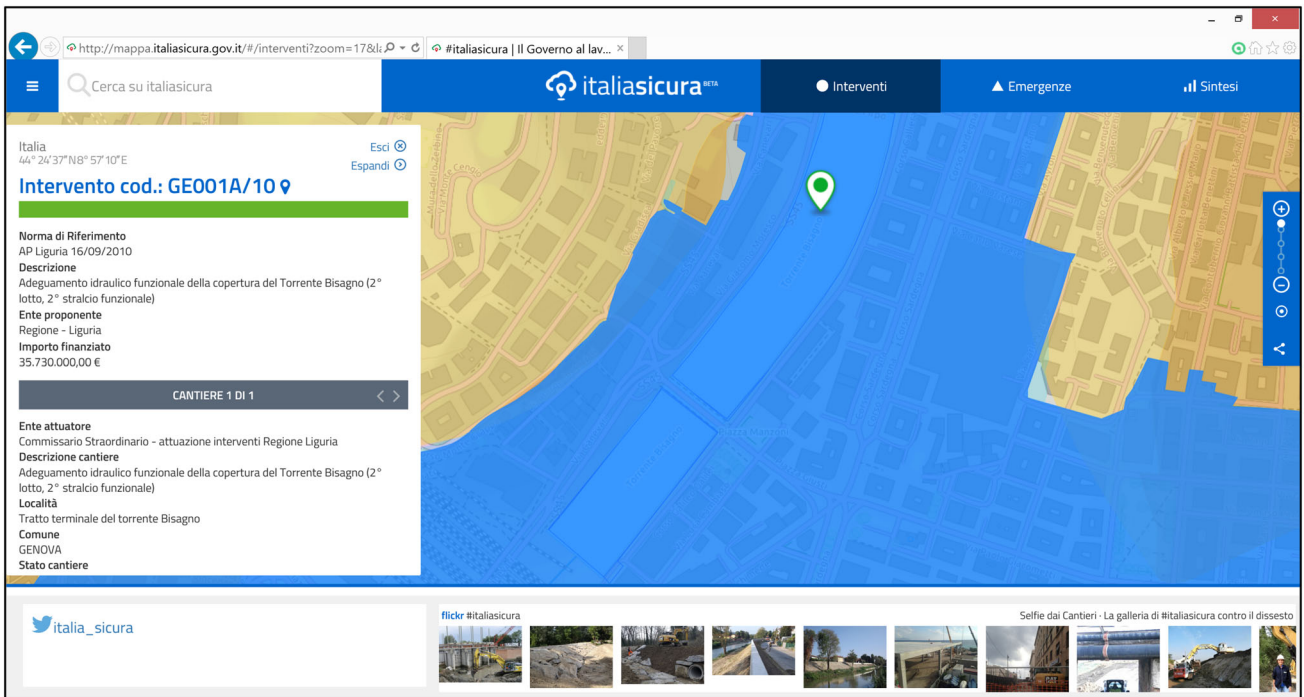 http://mappa.italiasicura.gov.it/#/interventi?zoom=17&la
#italiasicura | Il Governo al lav...
Cerca su italiasicura
italiasicura BETA
Interventi
Emergenze
Sintesi
Italia
44° 24'37"N8° 57'10"E
Esci
Espandi
Intervento cod.: GE001A/10
Norma di Riferimento
AP Liguria 16/09/2010
Descrizione
Adeguamento idraulico funzionale della copertura del Torrente Bisagno (2°
lotto, 2° stralcio funzionale)
Ente proponente
Regione - Liguria
Importo finanziato
35.730.000,00 €
CANTIERE 1 DI 1
Ente attuatore
Commissario Straordinario - attuazione interventi Regione Liguria
Descrizione cantiere
Adeguamento idraulico funzionale della copertura del Torrente Bisagno (2°
lotto, 2° stralcio funzionale)
Località
Tratto terminale del torrente Bisagno
Comune
GENOVA
Stato cantiere
italia_sicura
flickr #italiasicura
Selfie dai Cantieri · La galleria di #italiasicura contro il dissesto